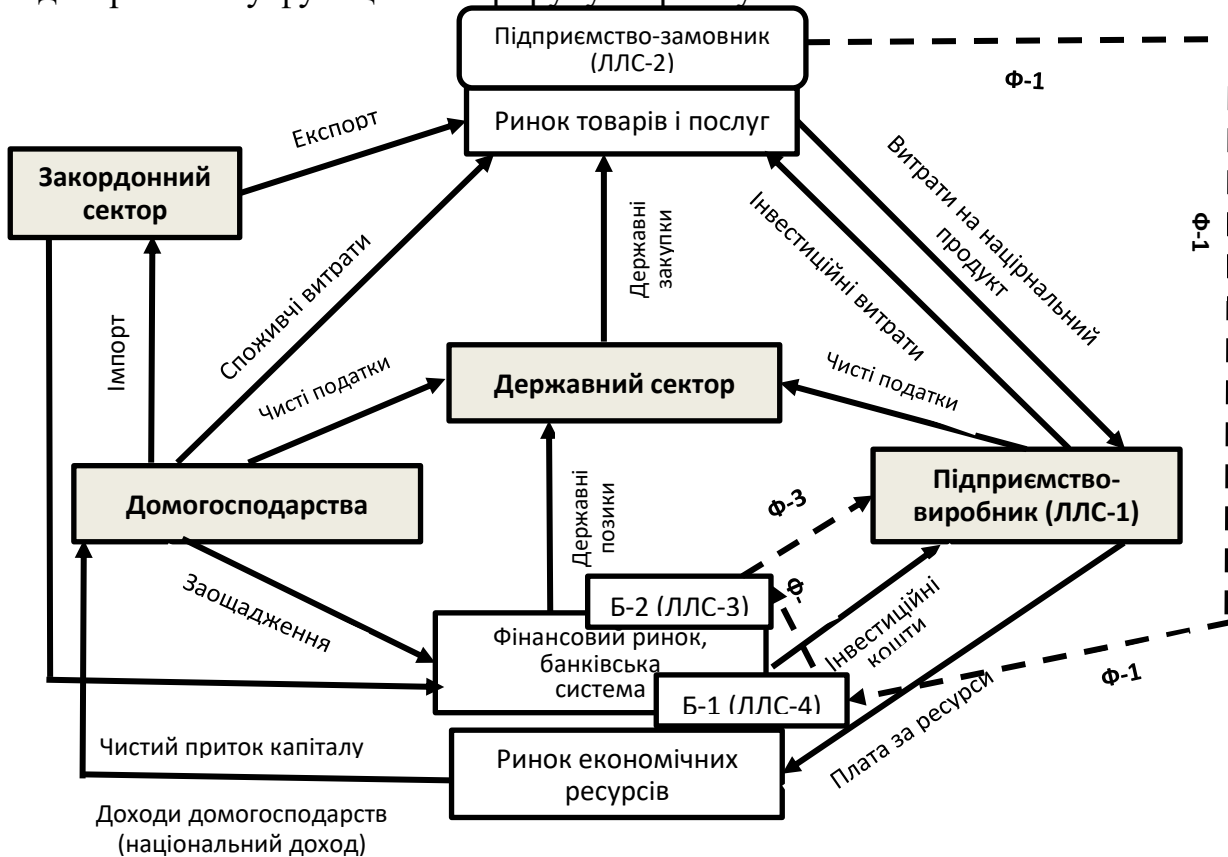 Підприємство-замовник
(ЛЛС-2)
Ф-1
Ринок товарів і послуг
Експорт
Закордонний
сектор
Витрати на націрнальний
продукт
Інвестиційні витрати
Державні
закупки
Ф-1
Споживчі витрати
Імпорт
Чисті податки
Державний сектор
Чисті податки
Домогосподарства
Підприємство-
виробник (ЛЛС-1)
Ф-3
Державні
позики
Заощадження
Б-2 (ЛЛС-3)
Інвестиційні
кошти
Фінансовий ринок,
банківська
система
Б-1 (ЛЛС-4)
Ф-1
Плата за ресурси
Чистий приток капіталу
Ринок економічних
ресурсів
Доходи домогосподарств
(національний доход)